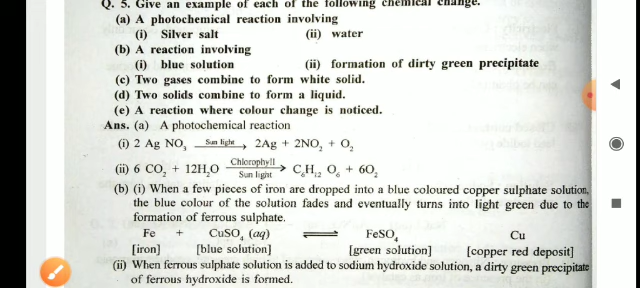 Q. 5. Give an example of each of the following chemical change.
(a) A photochemical reaction involving
(i) Silver salt (ii) water
(b) A reaction involving
(i) blue solution (ii) formation of dirty green precipitate
(c) Two gases combine to form white solid.
(d) Two solids combine to form a liquid.
(e) A reaction where colour change is noticed.
Ans. (a) A photochemical reaction
(i) 2 Ag NO₃ Sun light → 2Ag + 2NO₂ + O₂
(ii) 6 CO₂ + 12H₂O Chlorophyll Sun light → C₆H₁₂ O₆ + 6O₂
(b) (i) When a few pieces of iron are dropped into a blue coloured copper sulphate solution,
the blue colour of the solution fades and eventually turns into light green due to the
formation of ferrous sulphate.
Fe + CuSO₄ (aq) ⇌ FeSO₄ Cu
[iron] [blue solution] [green solution] [copper red deposit]
(ii) When ferrous sulphate solution is added to sodium hydroxide solution, a dirty green precipitate
of ferrous hydroxide is formed.